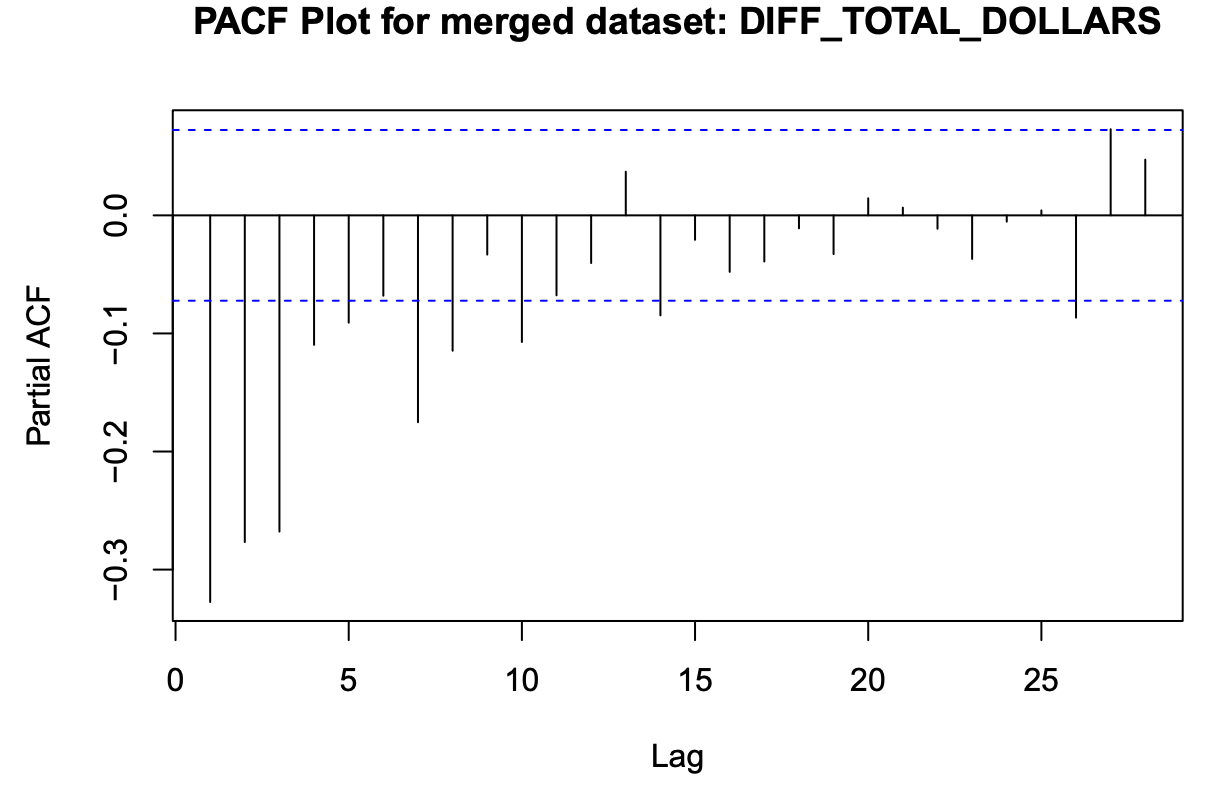 PACF Plot for merged dataset: DIFF_TOTAL_DOLLARS
Partial ACF
0.0
−0.1
−0.2
−0.3
0 5 10 15 20 25
Lag